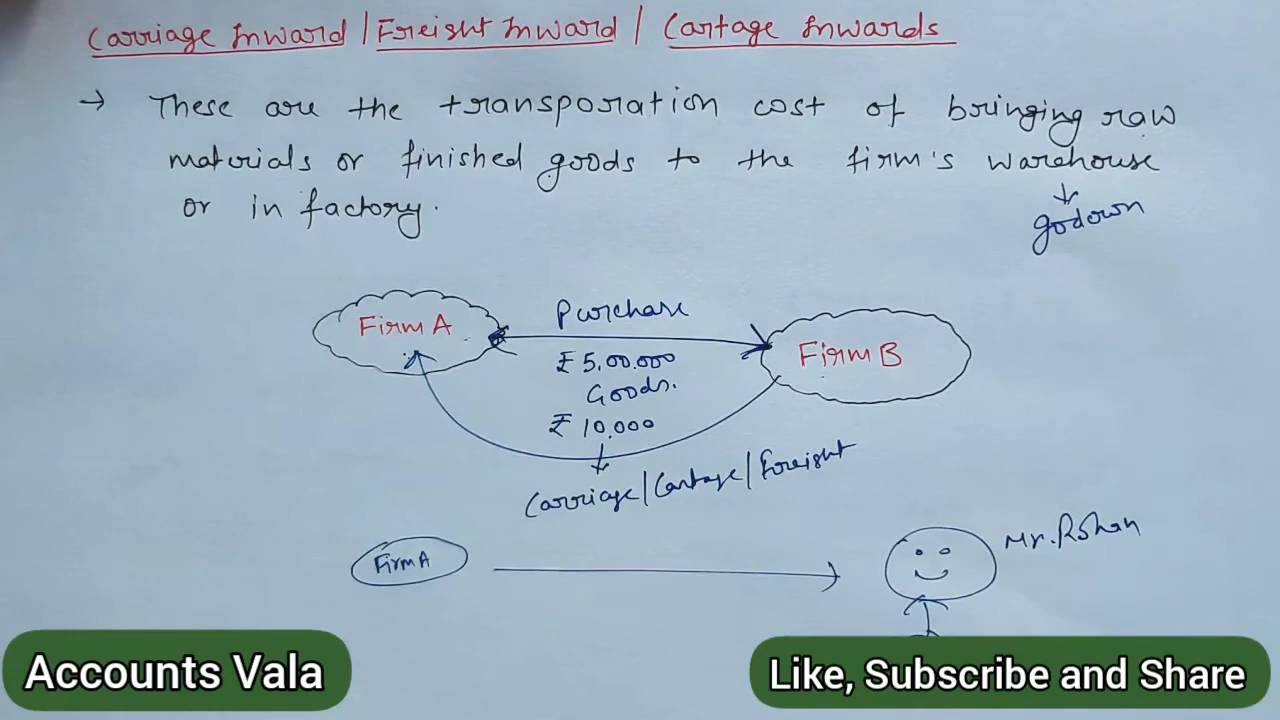 Carriage Inward / Freight Inward / Cartage Inwards
→ These are the transporation cost of bringing raw
materials or finished goods to the firm's warehouse
or in factory.
godown
Firm A
Purchase
Firm B
₹ 5,00,000
Goods.
₹ 10,000
Carriage/Cartage/Freight
Firm A
Mr. Rshan
Accounts Vala
Like, Subscribe and Share